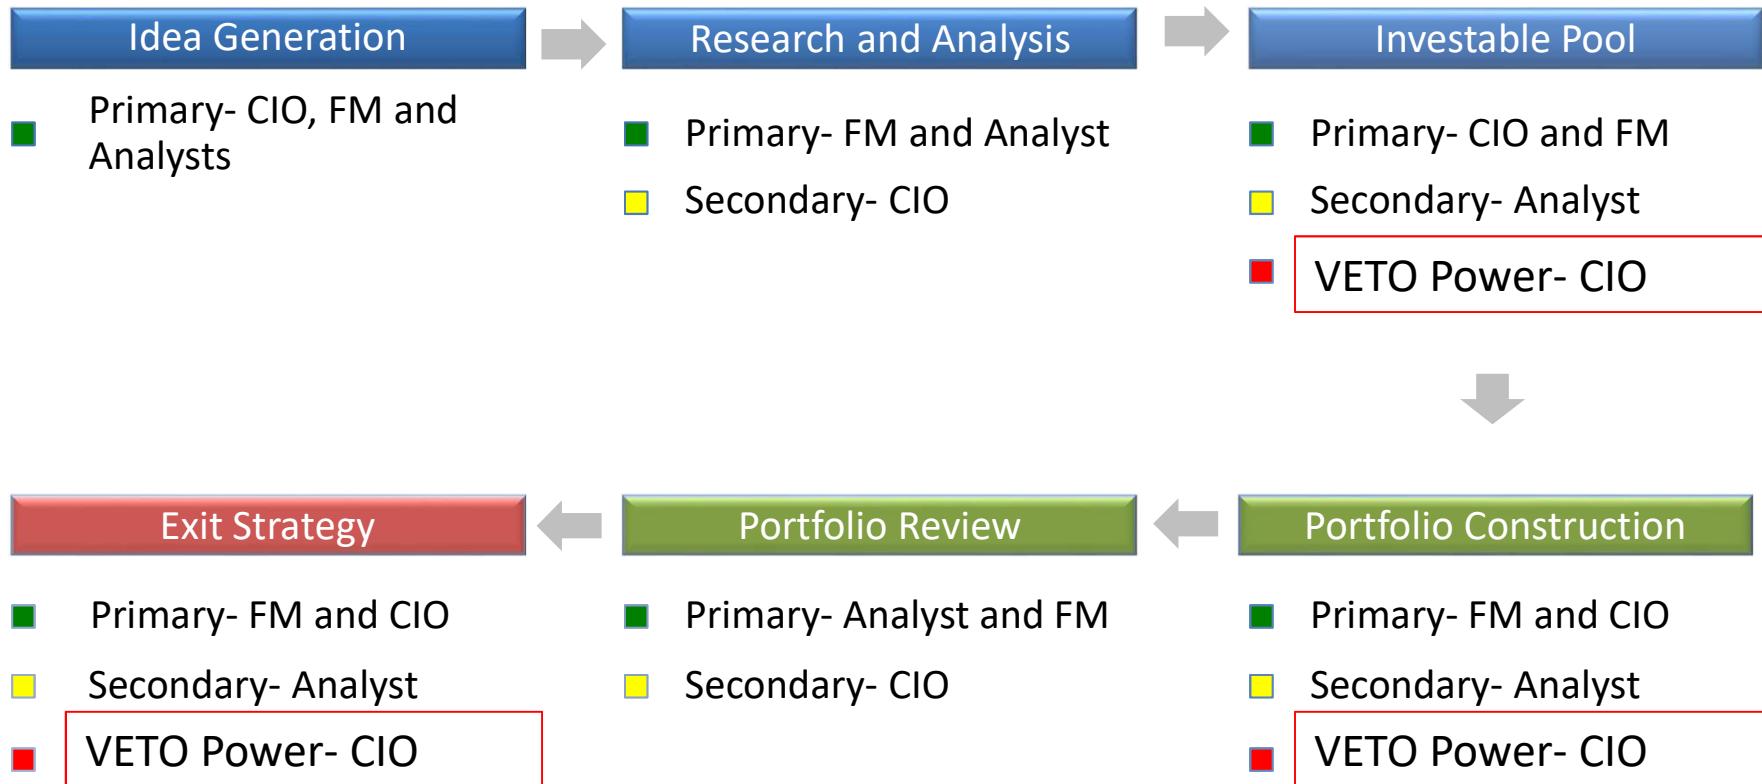 Idea Generation
Research and Analysis
Investable Pool
Primary- CIO, FM and
Analysts
Primary- FM and Analyst
Secondary- CIO
Primary- CIO and FM
Secondary- Analyst
VETO Power- CIO
Exit Strategy
Portfolio Review
Portfolio Construction
Primary- FM and CIO
Secondary- Analyst
VETO Power- CIO
Primary- Analyst and FM
Secondary- CIO
Primary- FM and CIO
Secondary- Analyst
VETO Power- CIO